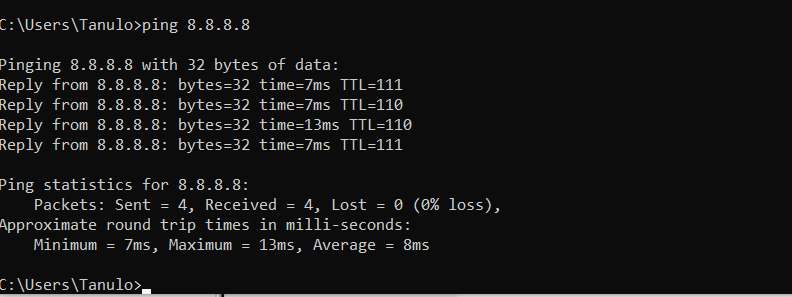 C:\Users\Tanulo>ping 8.8.8.8
Pinging 8.8.8.8 with 32 bytes of data:
Reply from 8.8.8.8: bytes=32 time=7ms TTL=111
Reply from 8.8.8.8: bytes=32 time=7ms TTL=110
Reply from 8.8.8.8: bytes=32 time=13ms TTL=110
Reply from 8.8.8.8: bytes=32 time=7ms TTL=111
Ping statistics for 8.8.8.8:
Packets: Sent = 4, Received = 4, Lost = 0 (0% loss),
Approximate round trip times in milli-seconds:
Minimum = 7ms, Maximum = 13ms, Average = 8ms
C:\Users\Tanulo>